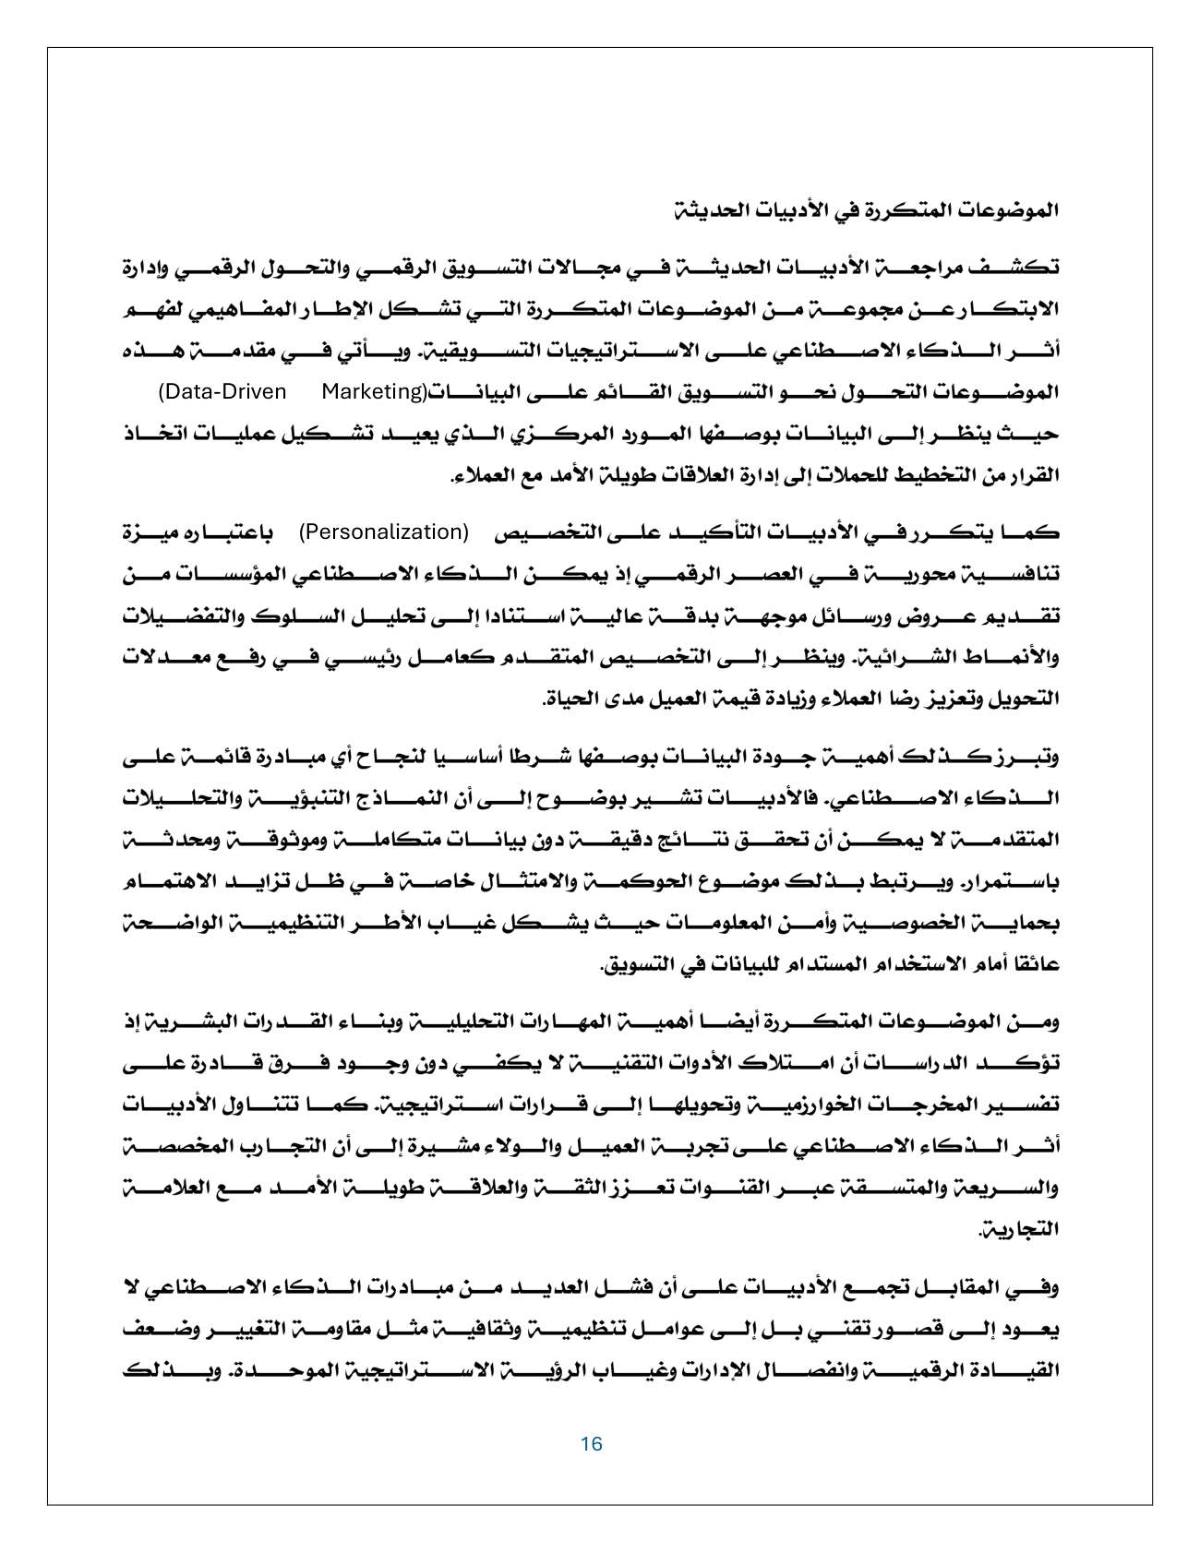 الموضوعات المتكررة في الأدبيات الحديثة
تكشف مراجعة الأدبيات الحديثة في مجالات التسويق الرقمي والتحول الرقمي وإدارة
الابتكار عن مجموعة من الموضوعات المتكررة التي تشكل الإطار المفاهيمي لفهم
أثر الذكاء الاصطناعي على الاستراتيجيات التسويقية. ويأتي في مقدمة هذه
الموضوعات التحول نحو التسويق القائم على البيانات(Data-Driven Marketing)
حيث ينظر إلى البيانات بوصفها المورد المركزي الذي يعيد تشكيل عمليات اتخاذ
القرار من التخطيط للحملات إلى إدارة العلاقات طويلة الأمد مع العملاء.
كما يتكرر في الأدبيات التأكيد على التخصيص (Personalization) باعتباره ميزة
تنافسية محورية في العصر الرقمي إذ يمكن الذكاء الاصطناعي المؤسسات من
تقديم عروض ورسائل موجهة بدقة عالية استنادا إلى تحليل السلوك والتفضيلات
والأنماط الشرائية. وينظر إلى التخصيص المتقدم كعامل رئيسي في رفع معدلات
التحويل وتعزيز رضا العملاء وزيادة قيمة العميل مدى الحياة.
وتبرز كذلك أهمية جودة البيانات بوصفها شرطا أساسيا لنجاح أي مبادرة قائمة على
الذكاء الاصطناعي. فالأدبيات تشير بوضوح إلى أن النماذج التنبؤية والتحليلات
المتقدمة لا يمكن أن تحقق نتائج دقيقة دون بيانات متكاملة وموثوقة ومحدثة
باستمرار. ويرتبط بذلك موضوع الحوكمة والامتثال خاصة في ظل تزايد الاهتمام
بحماية الخصوصية وأمن المعلومات حيث يشكل غياب الأطر التنظيمية الواضحة
عائقا أمام الاستخدام المستدام للبيانات في التسويق.
ومن الموضوعات المتكررة أيضا أهمية المهارات التحليلية وبناء القدرات البشرية إذ
تؤكد الدراسات أن امتلاك الأدوات التقنية لا يكفي دون وجود فرق قادرة على
تفسير المخرجات الخوارزمية وتحويلها إلى قرارات استراتيجية. كما تتناول الأدبيات
أثر الذكاء الاصطناعي على تجربة العميل والولاء مشيرة إلى أن التجارب المخصصة
والسريعة والمتسقة عبر القنوات تعزز الثقة والعلاقة طويلة الأمد مع العلامة
التجارية.
وفي المقابل تجمع الأدبيات على أن فشل العديد من مبادرات الذكاء الاصطناعي لا
يعود إلى قصور تقني بل إلى عوامل تنظيمية وثقافية مثل مقاومة التغيير وضعف
القيادة الرقمية وانفصال الإدارات وغياب الرؤية الاستراتيجية الموحدة. وبذلك
16